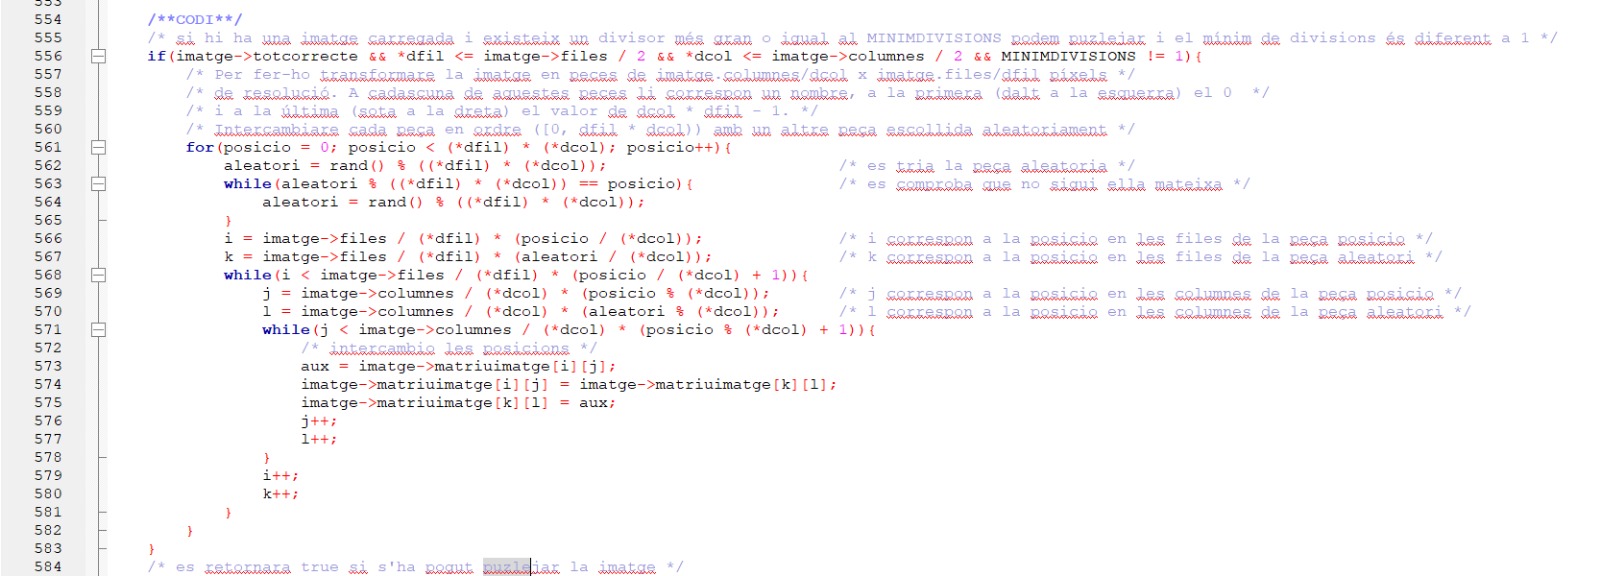 553
554 /**CODI**/
555 /* si hi ha una imatge carregada i existeix un divisor més gran o igual al MINIMDIVISIONS podem puzlejar i el mínim de divisions és diferent a 1 */
556 if(imatge->totcorrecte && *dfil <= imatge->files / 2 && *dcol <= imatge->columnes / 2 && MINIMDIVISIONS != 1){
557 /* Per fer-ho transformare la imatge en peces de imatge.columnes/dcol x imatge.files/dfil píxels */
558 /* de resolució. A cadascuna de aquestes peces li correspon un nombre, a la primera (dalt a la esquerra) el 0 */
559 /* i a la última (sota a la dreta) el valor de dcol * dfil - 1. */
560 /* Intercambiare cada peça en ordre ([0, dfil * dcol)) amb un altre peça escollida aleatoriament */
561 for(posicio = 0; posicio < (*dfil) * (*dcol); posicio++){
562 aleatori = rand() % ((*dfil) * (*dcol)); /* es tria la peça aleatoria */
563 while(aleatori % ((*dfil) * (*dcol)) == posicio){ /* es comproba que no sigui ella mateixa */
564 aleatori = rand() % ((*dfil) * (*dcol));
565 }
566 i = imatge->files / (*dfil) * (posicio / (*dcol)); /* i correspon a la posicio en les files de la peça posicio */
567 k = imatge->files / (*dfil) * (aleatori / (*dcol)); /* k correspon a la posicio en les files de la peça aleatori */
568 while(i < imatge->files / (*dfil) * (posicio / (*dcol) + 1)){
569 j = imatge->columnes / (*dcol) * (posicio % (*dcol)); /* j correspon a la posicio en les columnes de la peça posicio */
570 l = imatge->columnes / (*dcol) * (aleatori % (*dcol)); /* l correspon a la posicio en les columnes de la peça aleatori */
571 while(j < imatge->columnes / (*dcol) * (posicio % (*dcol) + 1)){
572 /* intercambio les posicions */
573 aux = imatge->matriuimatge[i][j];
574 imatge->matriuimatge[i][j] = imatge->matriuimatge[k][l];
575 imatge->matriuimatge[k][l] = aux;
576 j++;
577 l++;
578 }
579 i++;
580 k++;
581 }
582 }
583 }
584 /* es retornara true si s'ha pogut puzlejar la imatge */